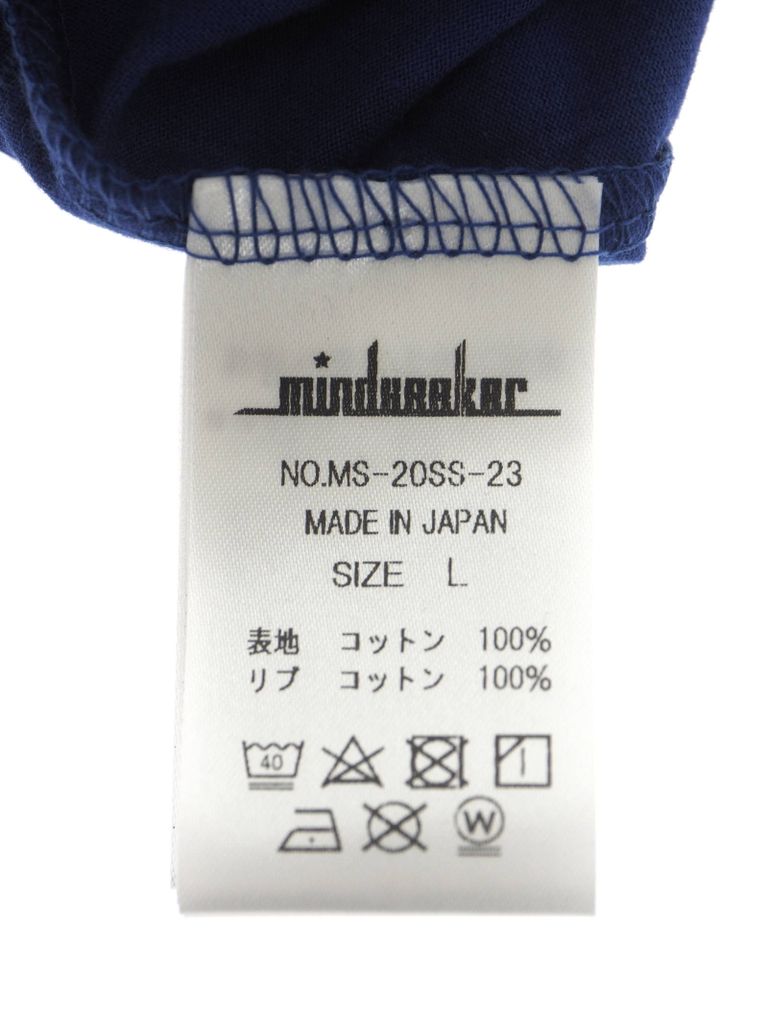 mindseeker
NO.MS-20SS-23
MADE IN JAPAN
SIZE L
表地 コットン 100%
リブ コットン 100%
40
W